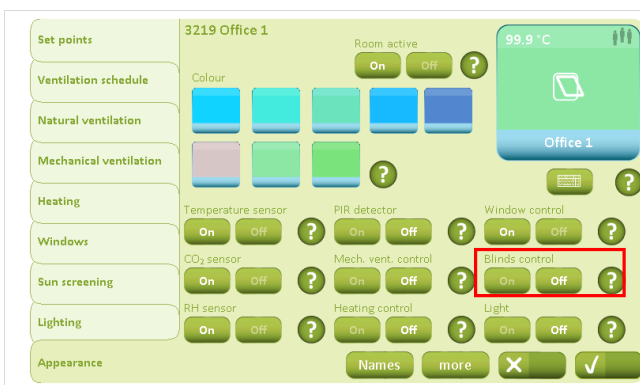 3219 Office 1
Set points
Ventilation schedule
Natural ventilation
Mechanical ventilation
Heating
Windows
Sun screening
Lighting
Appearance
Room active
On Off ?
Colour
?
99.9 °C
Office 1
?
Temperature sensor PIR detector Window control
On Off ? On Off ? On Off ?
CO₂ sensor Mech. vent. control Blinds control
On Off ? On Off ? On Off ?
RH sensor Heating control Light
On Off ? On Off ? On Off ?
Names more